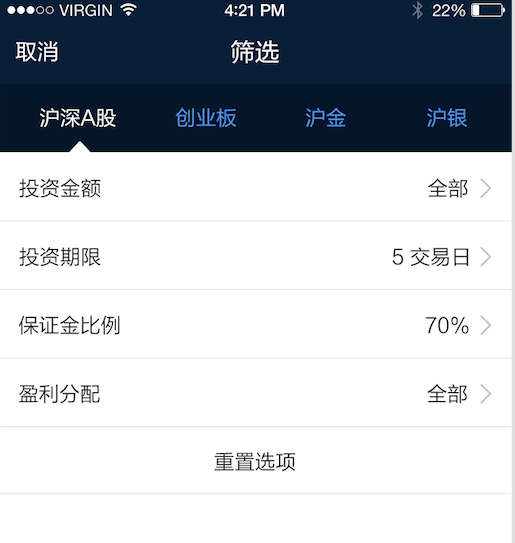 VIRGIN 4:21 PM 22%
取消 筛选
沪深A股 创业板 沪金 沪银
投资金额 全部
投资期限 5 交易日
保证金比例 70%
盈利分配 全部
重置选项